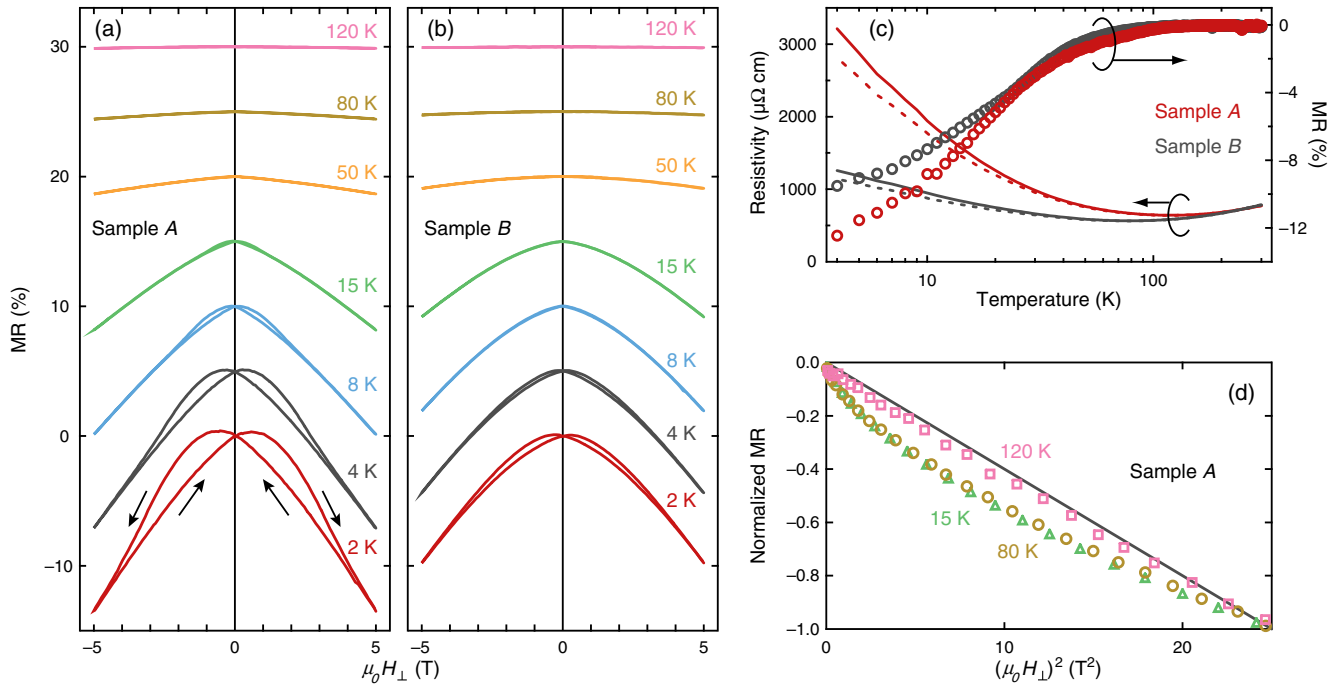 (a)
120 K
80 K
50 K
Sample A
15 K
8 K
4 K
2 K
MR (%)
30
20
10
0
−10
−5
0
5
(b)
120 K
80 K
50 K
Sample B
15 K
8 K
4 K
2 K
−5
0
5
μ₀H⊥ (T)
(c)
Resistivity (μΩ cm)
3000
2000
1000
0
0
−4
−8
−12
MR (%)
Sample A
Sample B
10
100
Temperature (K)
(d)
Normalized MR
0.0
−0.2
−0.4
−0.6
−0.8
−1.0
120 K
15 K
80 K
Sample A
10
20
(μ₀H⊥)² (T²)